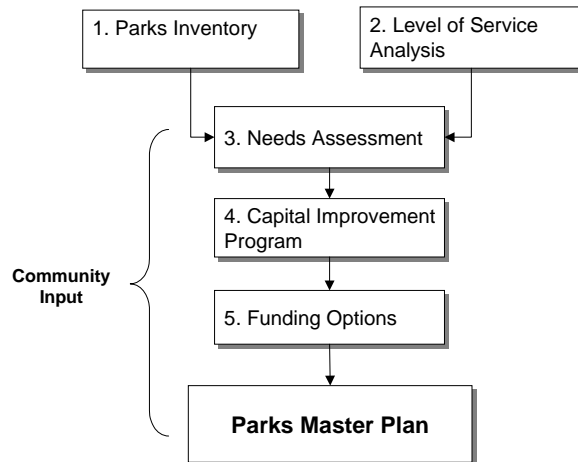 1. Parks Inventory
2. Level of Service
Analysis
3. Needs Assessment
4. Capital Improvement
Program
Community
Input
5. Funding Options
Parks Master Plan